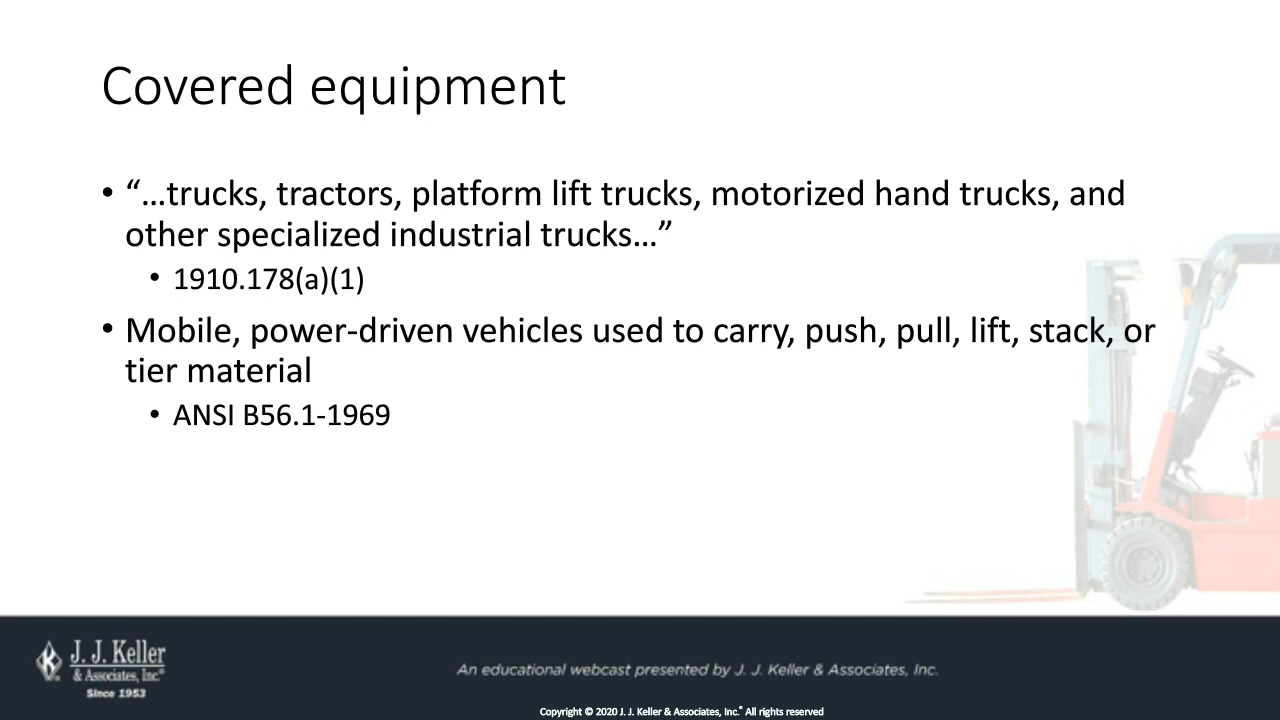 Covered equipment
• “…trucks, tractors, platform lift trucks, motorized hand trucks, and
other specialized industrial trucks…”
• 1910.178(a)(1)
• Mobile, power-driven vehicles used to carry, push, pull, lift, stack, or
tier material
• ANSI B56.1-1969
J. J. Keller
& Associates, Inc.®
Since 1953
An educational webcast presented by J. J. Keller & Associates, Inc.
Copyright © 2020 J. J. Keller & Associates, Inc.® All rights reserved